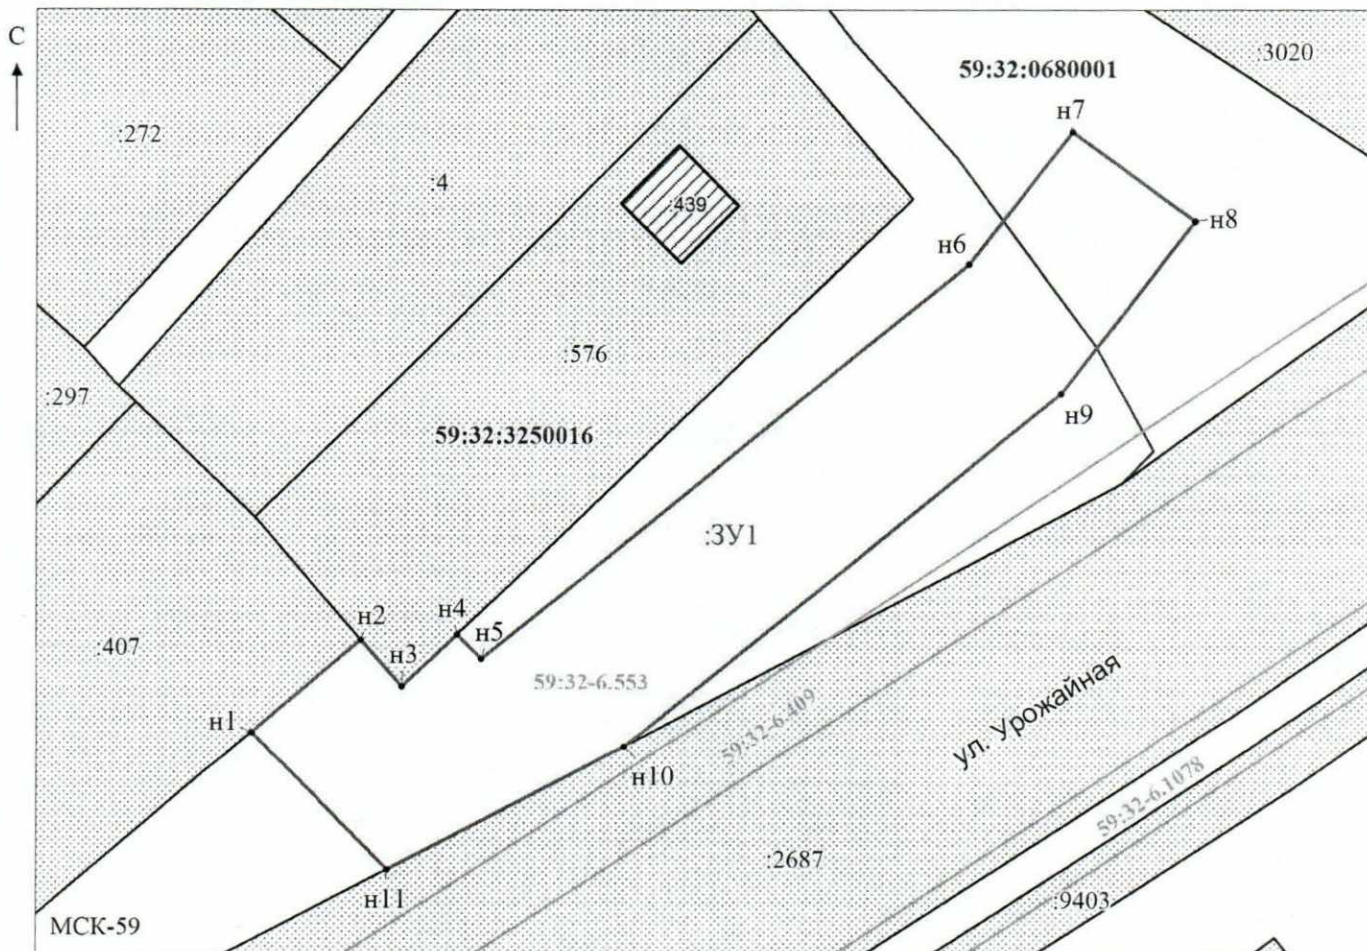 С
:3020
59:32:0680001
н7
:272
:4
:439
н8
н6
:576
:297
н9
59:32:3250016
:ЗУ1
н4
н2
н5
:407
н3
59:32-6.553
ул. Урожайная
н1
59:32-6.409
н10
59:32-6.1078
:2687
н11
:9403
МСК-59